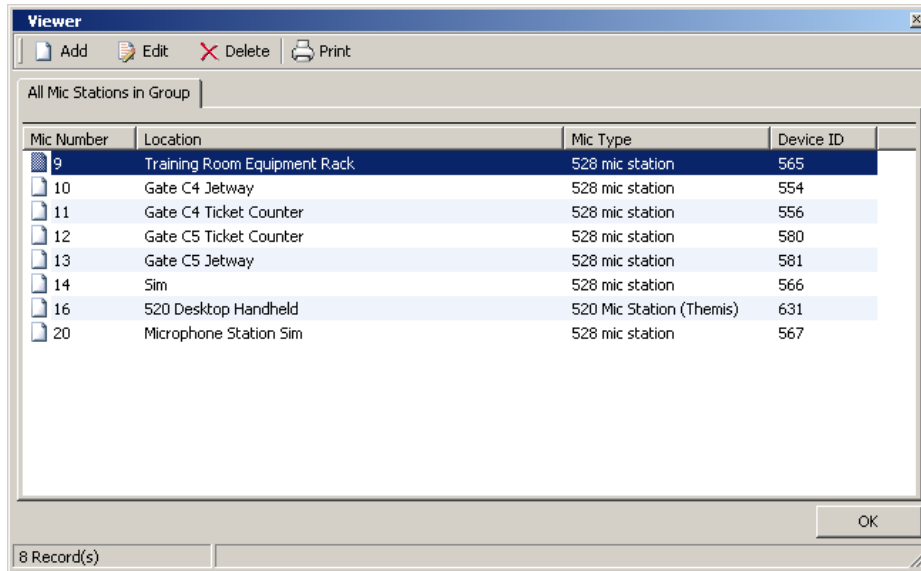 Viewer
Add Edit Delete Print
All Mic Stations in Group
Mic Number Location Mic Type Device ID
9 Training Room Equipment Rack 528 mic station 565
10 Gate C4 Jetway 528 mic station 554
11 Gate C4 Ticket Counter 528 mic station 556
12 Gate C5 Ticket Counter 528 mic station 580
13 Gate C5 Jetway 528 mic station 581
14 Sim 528 mic station 566
16 520 Desktop Handheld 520 Mic Station (Themis) 631
20 Microphone Station Sim 528 mic station 567
OK
8 Record(s)